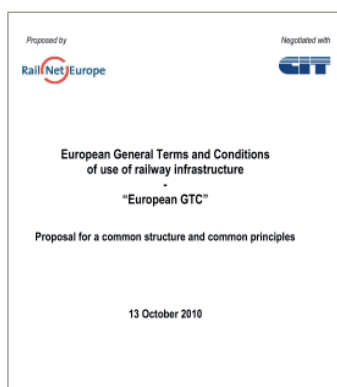 Proposed by
Negotiated with
RailNetEurope
CIT
European General Terms and Conditions
of use of railway infrastructure
-
“European GTC”
Proposal for a common structure and common principles
13 October 2010